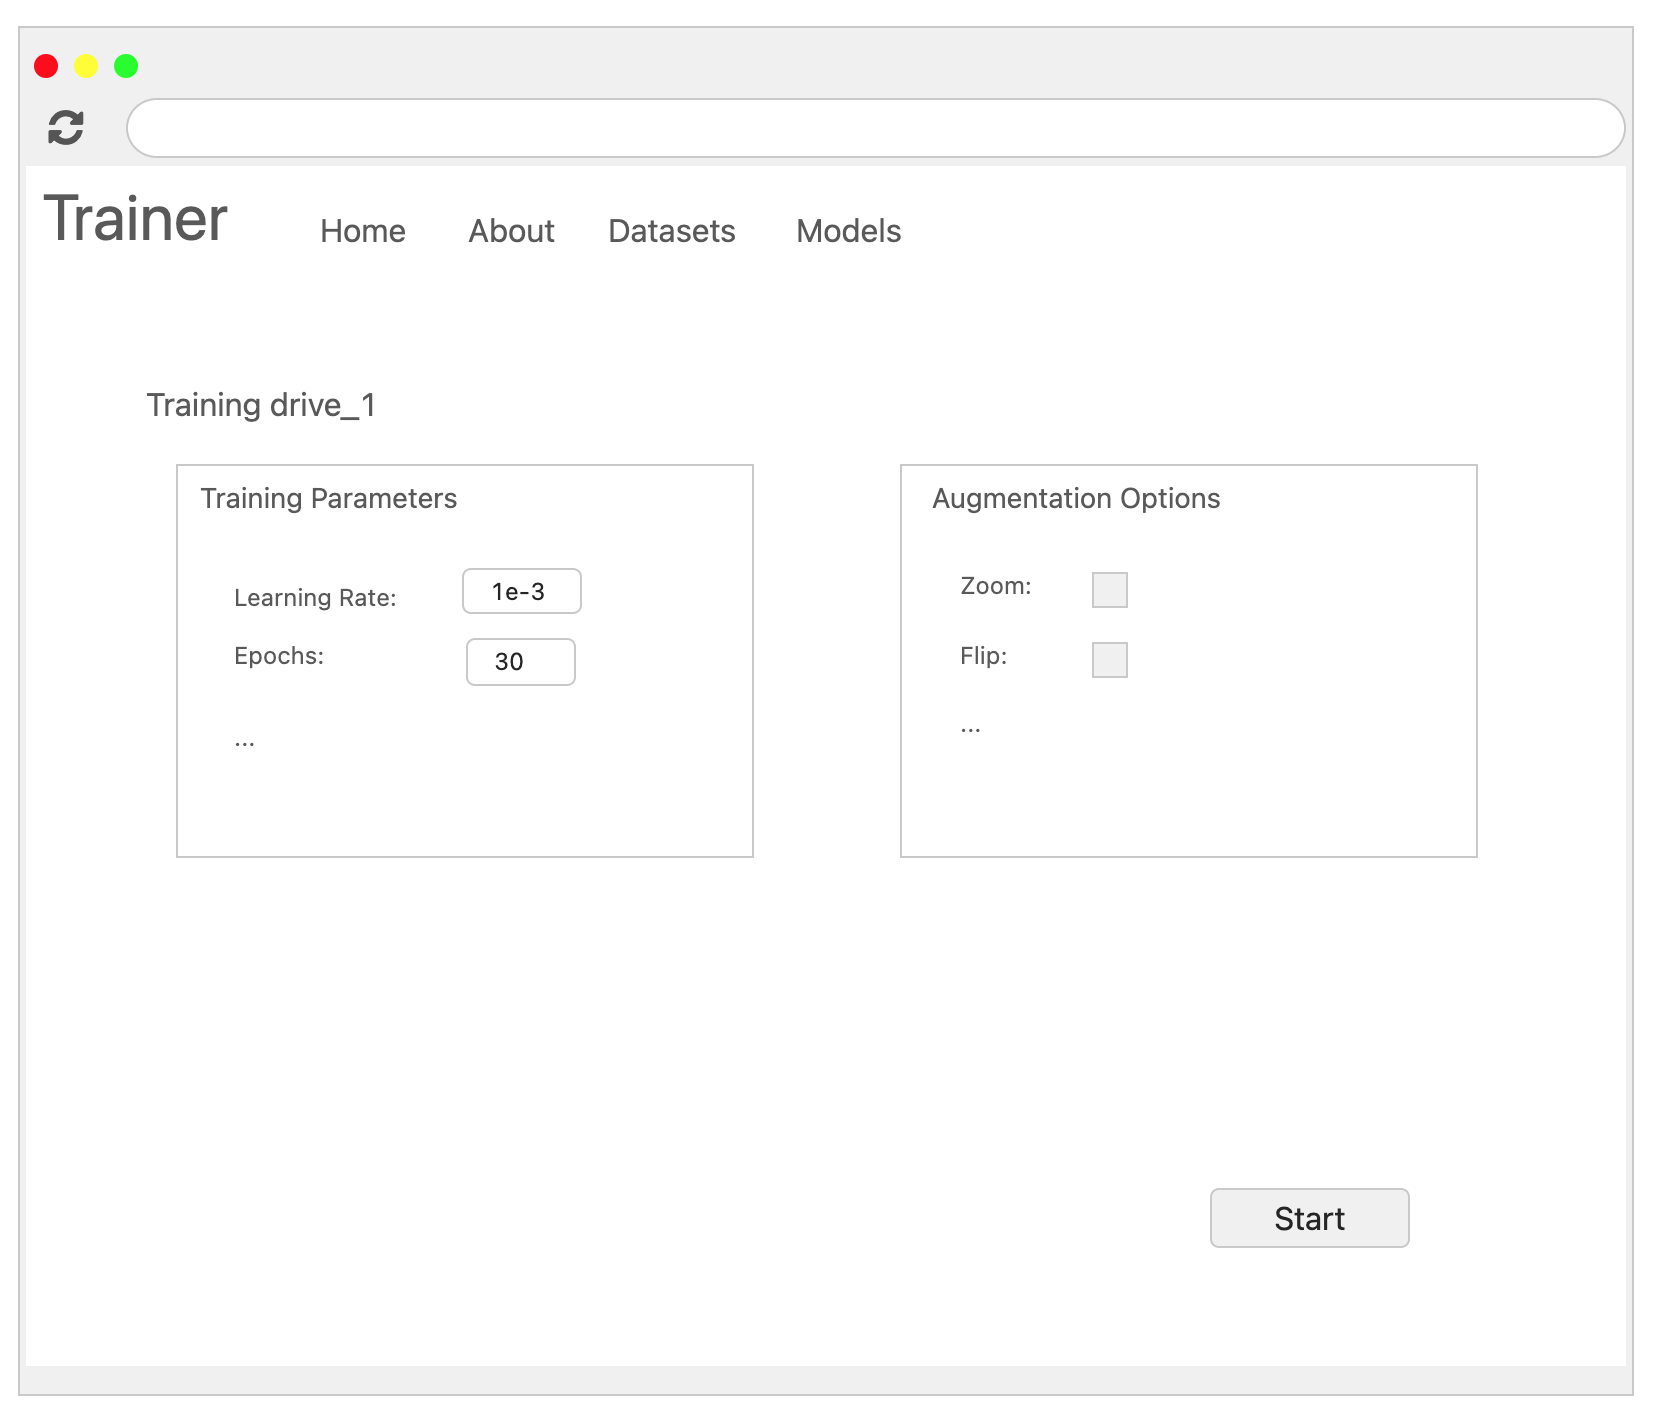 Trainer
Home About Datasets Models
Training drive_1
Training Parameters
Learning Rate: 1e-3
Epochs: 30
...
Augmentation Options
Zoom:
Flip:
...
Start